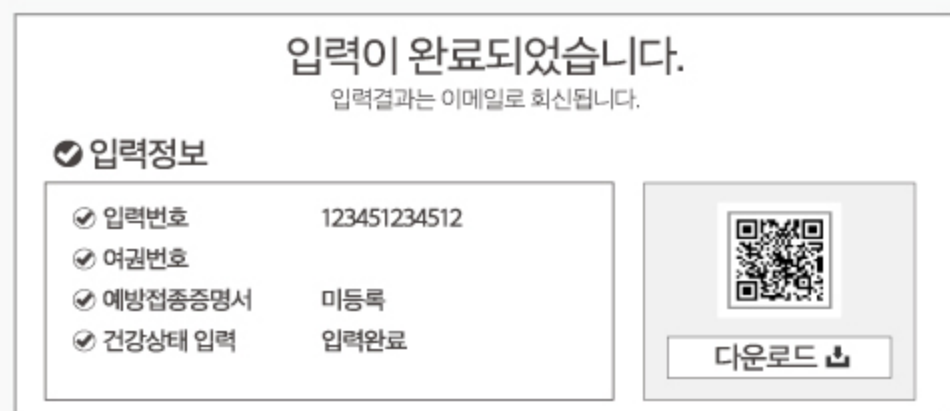 입력이 완료되었습니다.
입력결과는 이메일로 회신됩니다.
입력정보
입력번호 123451234512
여권번호
예방접종증명서 미등록
건강상태 입력 입력완료
다운로드